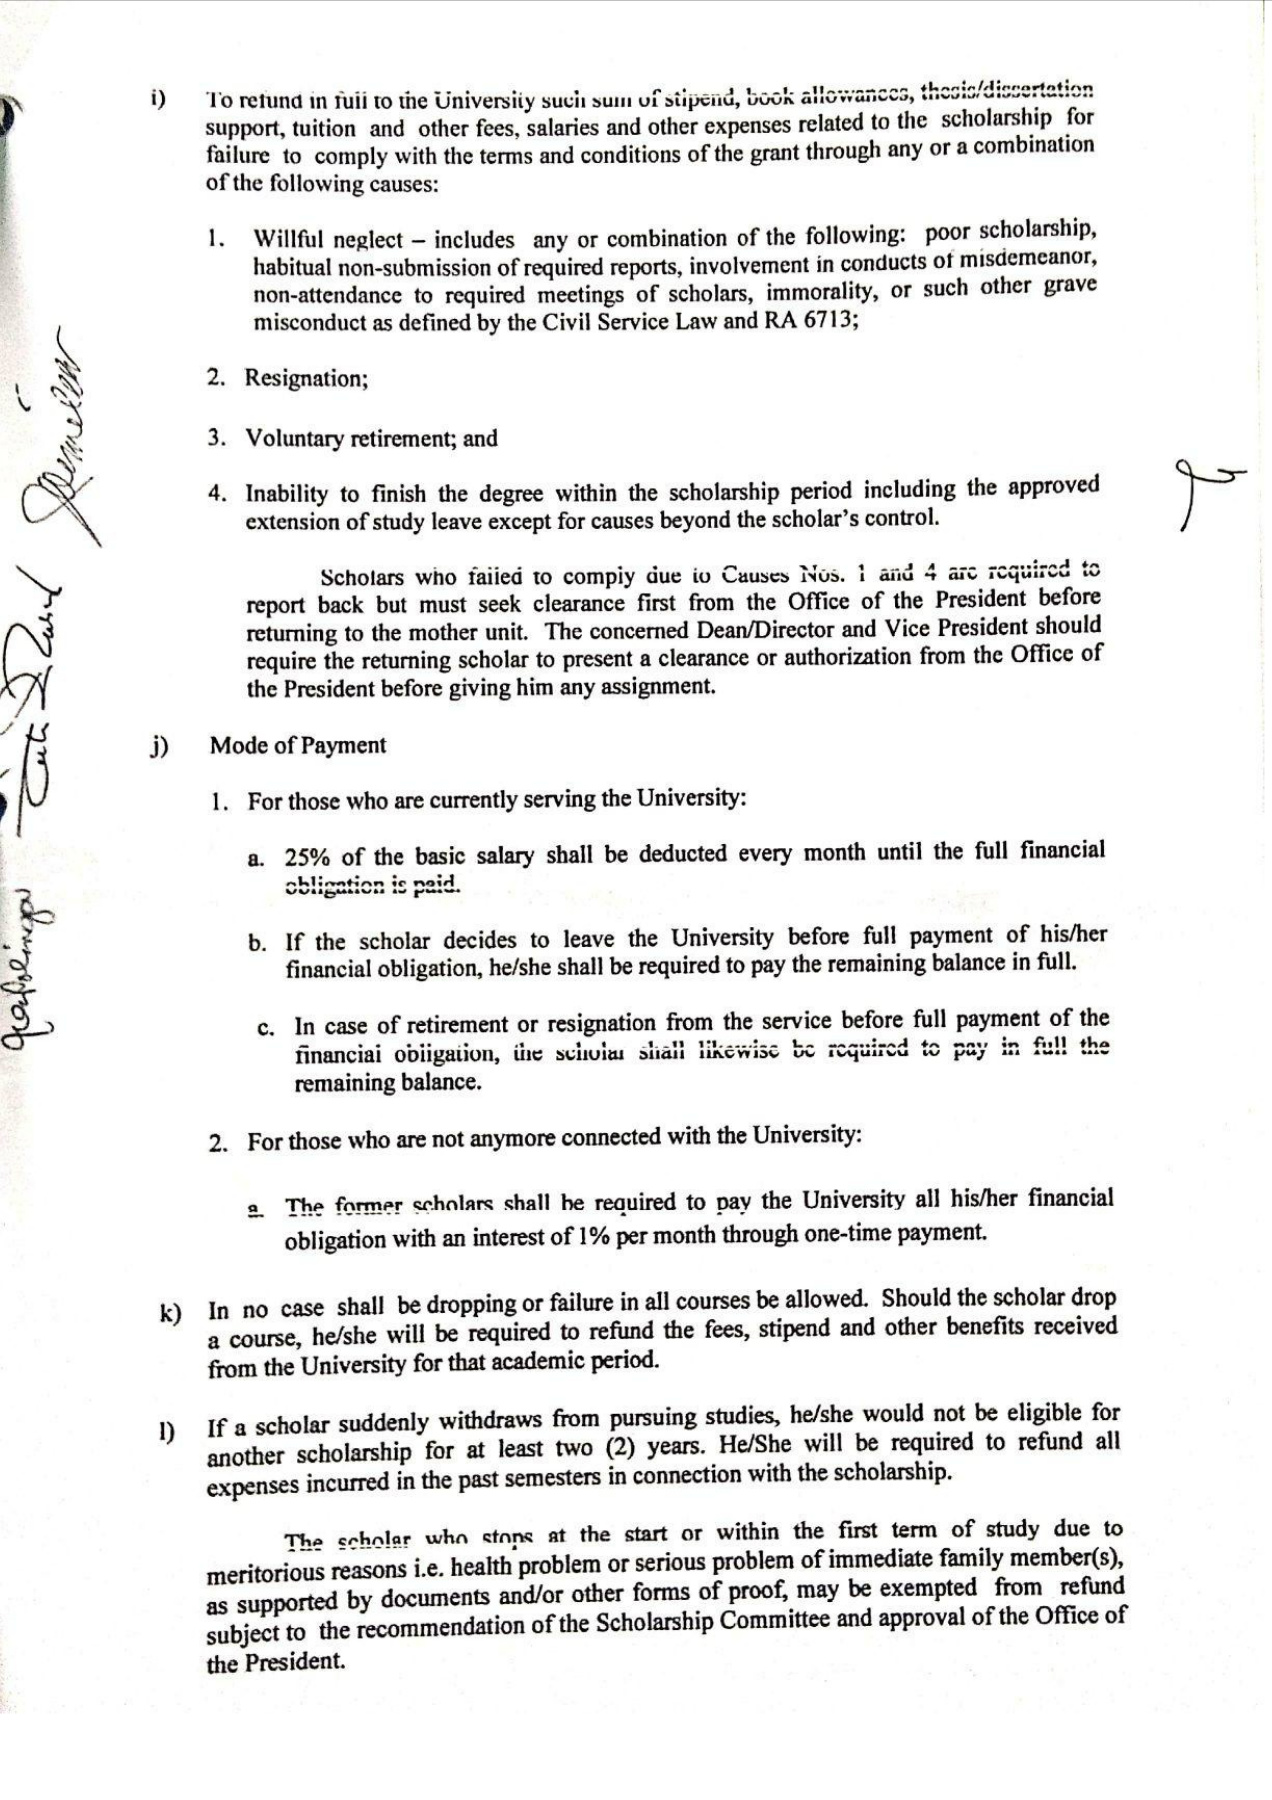 i) To refund in full to the University such sum of stipend, book allowances, thesis/dissertation
support, tuition and other fees, salaries and other expenses related to the scholarship for
failure to comply with the terms and conditions of the grant through any or a combination
of the following causes:
1. Willful neglect – includes any or combination of the following: poor scholarship,
habitual non-submission of required reports, involvement in conducts of misdemeanor,
non-attendance to required meetings of scholars, immorality, or such other grave
misconduct as defined by the Civil Service Law and RA 6713;
2. Resignation;
3. Voluntary retirement; and
4. Inability to finish the degree within the scholarship period including the approved
extension of study leave except for causes beyond the scholar's control.
Scholars who failed to comply due to Causes Nos. 1 and 4 are required to
report back but must seek clearance first from the Office of the President before
returning to the mother unit. The concerned Dean/Director and Vice President should
require the returning scholar to present a clearance or authorization from the Office of
the President before giving him any assignment.
j) Mode of Payment
1. For those who are currently serving the University:
a. 25% of the basic salary shall be deducted every month until the full financial
obligation is paid.
b. If the scholar decides to leave the University before full payment of his/her
financial obligation, he/she shall be required to pay the remaining balance in full.
c. In case of retirement or resignation from the service before full payment of the
financial obligation, the scholar shall likewise be required to pay in full the
remaining balance.
2. For those who are not anymore connected with the University:
a. The former scholars shall be required to pay the University all his/her financial
obligation with an interest of 1% per month through one-time payment.
k) In no case shall be dropping or failure in all courses be allowed. Should the scholar drop
a course, he/she will be required to refund the fees, stipend and other benefits received
from the University for that academic period.
l) If a scholar suddenly withdraws from pursuing studies, he/she would not be eligible for
another scholarship for at least two (2) years. He/She will be required to refund all
expenses incurred in the past semesters in connection with the scholarship.
The scholar who stops at the start or within the first term of study due to
meritorious reasons i.e. health problem or serious problem of immediate family member(s),
as supported by documents and/or other forms of proof, may be exempted from refund
subject to the recommendation of the Scholarship Committee and approval of the Office of
the President.